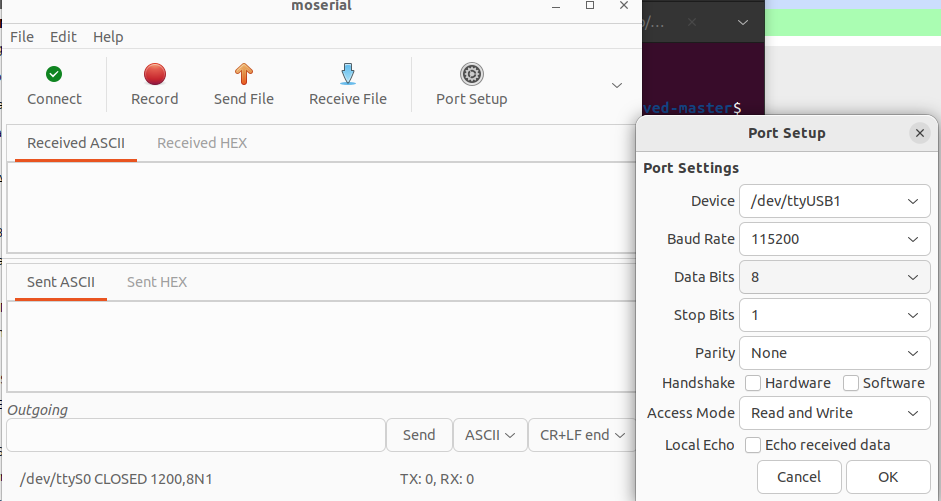 moserial
File Edit Help
Connect Record Send File Receive File Port Setup
Received ASCII Received HEX
Sent ASCII Sent HEX
Outgoing
Send ASCII CR+LF end
/dev/ttyS0 CLOSED 1200,8N1 TX: 0, RX: 0
ved-master$
Port Setup
Port Settings
Device /dev/ttyUSB1
Baud Rate 115200
Data Bits 8
Stop Bits 1
Parity None
Handshake Hardware Software
Access Mode Read and Write
Local Echo Echo received data
Cancel OK